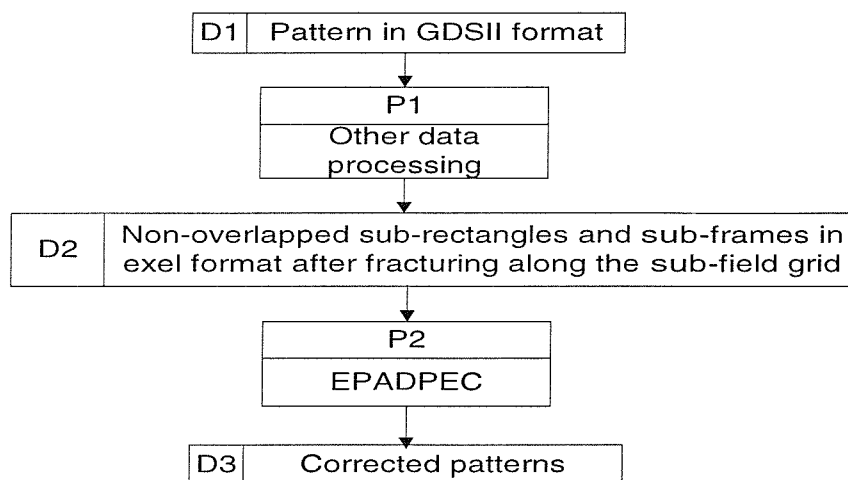 D1 Pattern in GDSII format
P1
Other data
processing
D2 Non-overlapped sub-rectangles and sub-frames in
exel format after fracturing along the sub-field grid
P2
EPADPEC
D3 Corrected patterns